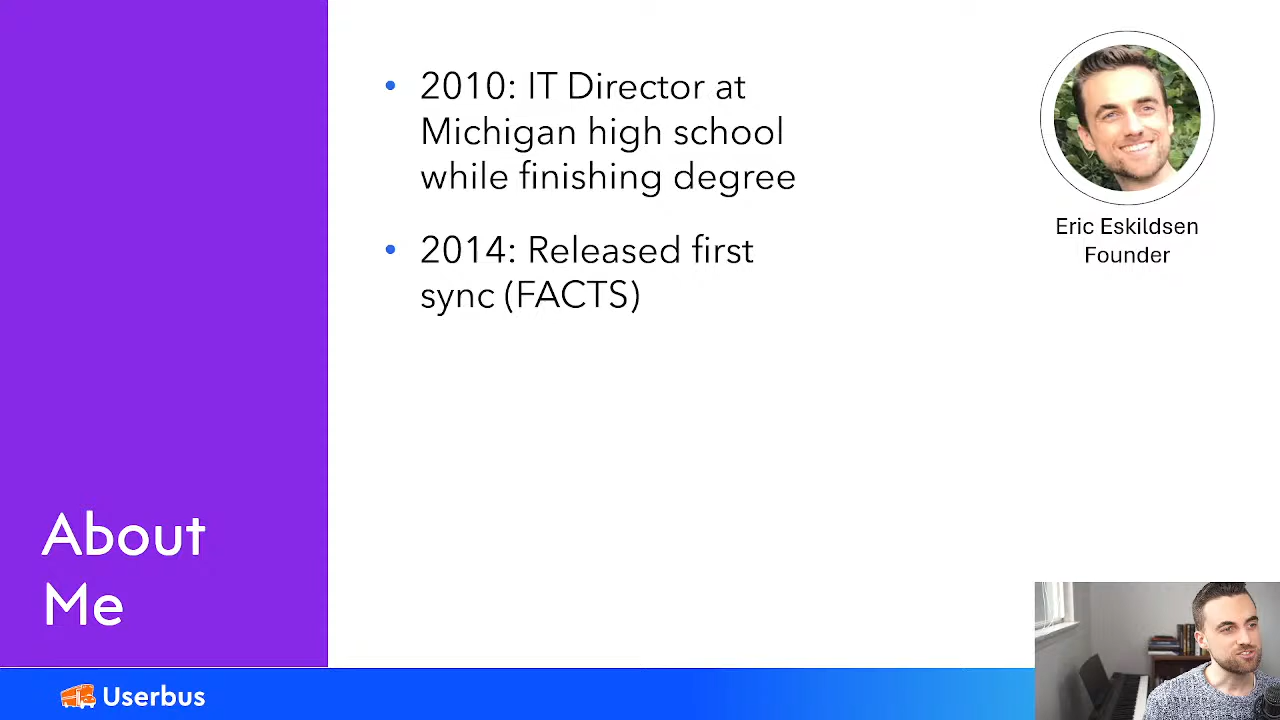 2010: IT Director at
Michigan high school
while finishing degree
2014: Released first
sync (FACTS)
Eric Eskildsen
Founder
About
Me
Userbus